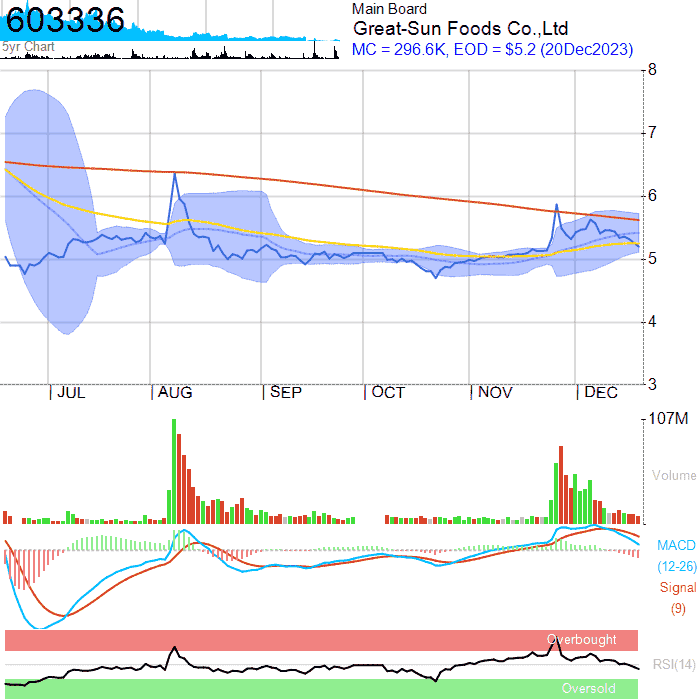 603336
5yr Chart
Main Board
Great-Sun Foods Co.,Ltd
MC = 296.6K, EOD = $5.2 (20Dec2023)
8
7
6
5
4
3
JUL
AUG
SEP
OCT
NOV
DEC
107M
Volume
MACD
(12-26)
Signal
(9)
Overbought
RSI(14)
Oversold